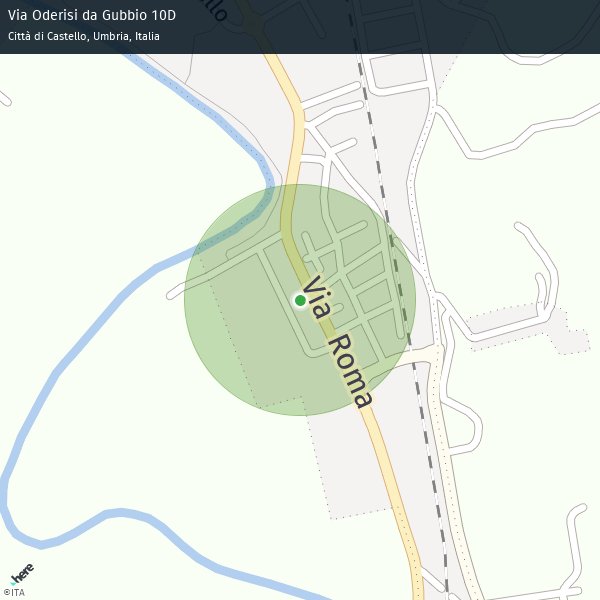 Via Oderisi da Gubbio 10D
Città di Castello, Umbria, Italia
Via Roma
here
©ITA